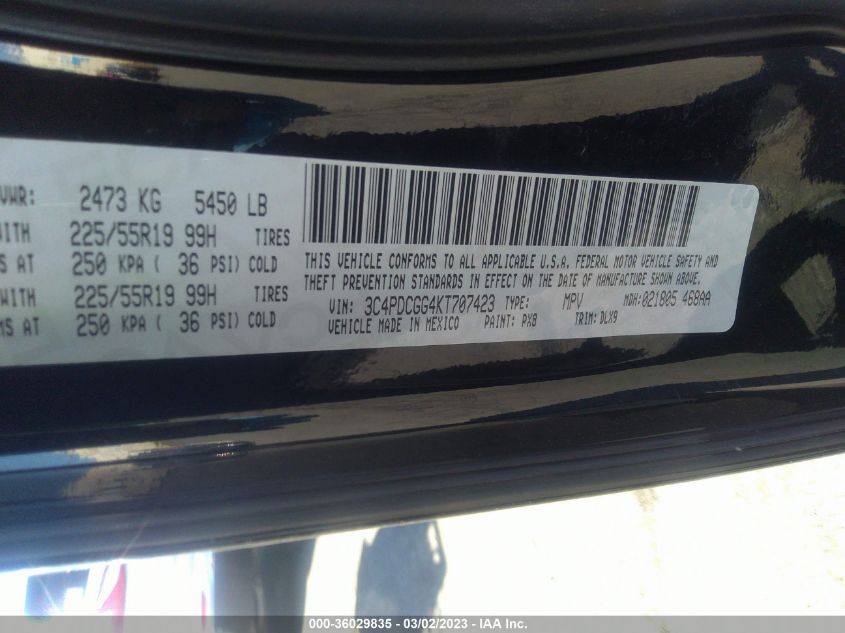 VWR: 2473 KG 5450 LB
WITH 225/55R19 99H TIRES
S AT 250 KPA ( 36 PSI) COLD
WITH 225/55R19 99H TIRES
MS AT 250 KPA ( 36 PSI) COLD
THIS VEHICLE CONFORMS TO ALL APPLICABLE U.S.A. FEDERAL MOTOR VEHICLE SAFETY AND
THEFT PREVENTION STANDARDS IN EFFECT ON THE DATE OF MANUFACTURE SHOWN ABOVE.
VIN: 3C4PDCGG4KT707423 TYPE: MPV MDH:021805 468AA
VEHICLE MADE IN MEXICO PAINT: PX8 TRIM: DLX9
000-36029835 - 03/02/2023 - IAA Inc.